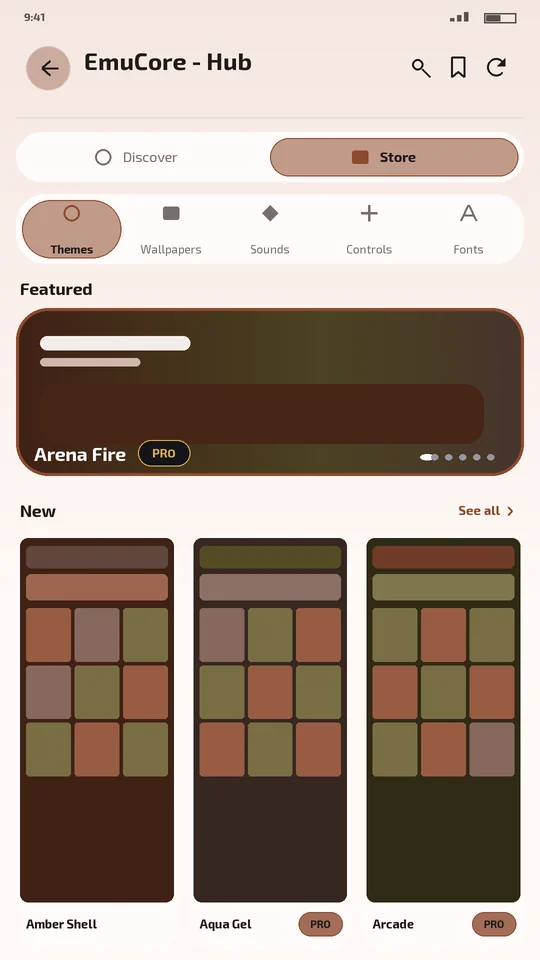 9:41
EmuCore - Hub
Discover
Store
Themes
Wallpapers
Sounds
Controls
Fonts
Featured
Arena Fire
PRO
New
See all
Amber Shell
Aqua Gel
PRO
Arcade
PRO